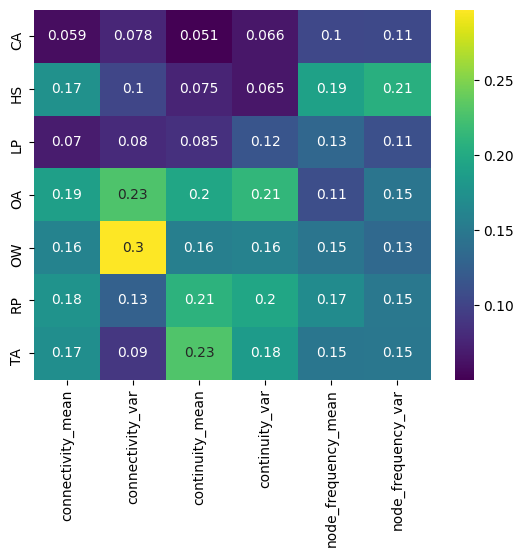 CA 0.059 0.078 0.051 0.066 0.1 0.11
HS 0.17 0.1 0.075 0.065 0.19 0.21
LP 0.07 0.08 0.085 0.12 0.13 0.11
OA 0.19 0.23 0.2 0.21 0.11 0.15
OW 0.16 0.3 0.16 0.16 0.15 0.13
RP 0.18 0.13 0.21 0.2 0.17 0.15
TA 0.17 0.09 0.23 0.18 0.15 0.15
connectivity_mean
connectivity_var
continuity_mean
continuity_var
node_frequency_mean
node_frequency_var
0.25
0.20
0.15
0.10